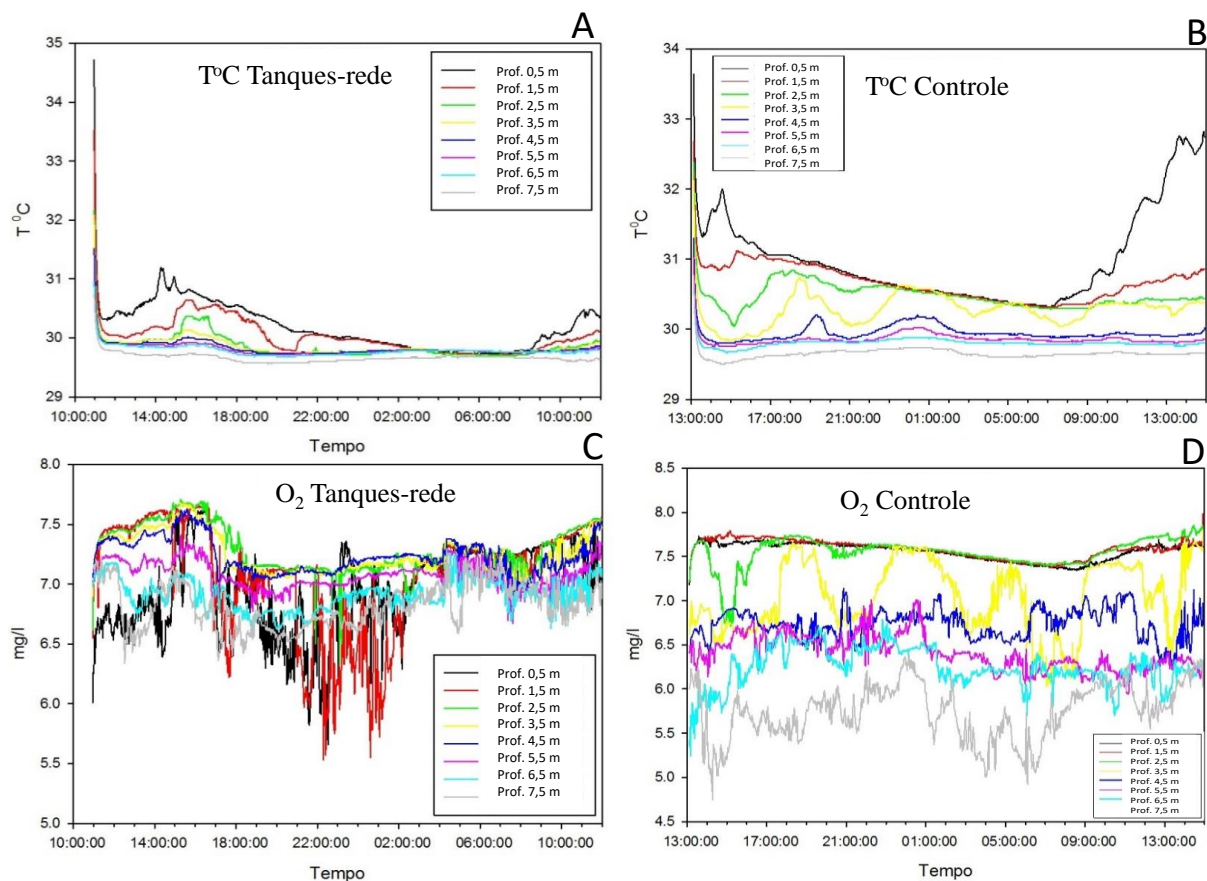 A
T°C Tanques-rede
35
34
33
32
31
30
29
T ⁰C
Prof. 0,5 m
Prof. 1,5 m
Prof. 2,5 m
Prof. 3,5 m
Prof. 4,5 m
Prof. 5,5 m
Prof. 6,5 m
Prof. 7,5 m
10:00:00 14:00:00 18:00:00 22:00:00 02:00:00 06:00:00 10:00:00
Tempo
B
T°C Controle
34
33
32
31
30
29
T⁰C
Prof. 0,5 m
Prof. 1,5 m
Prof. 2,5 m
Prof. 3,5 m
Prof. 4,5 m
Prof. 5,5 m
Prof. 6,5 m
Prof. 7,5 m
13:00:00 17:00:00 21:00:00 01:00:00 05:00:00 09:00:00 13:00:00
Tempo
C
O₂ Tanques-rede
8.0
7.5
7.0
6.5
6.0
5.5
5.0
mg/l
Prof. 0,5 m
Prof. 1,5 m
Prof. 2,5 m
Prof. 3,5 m
Prof. 4,5 m
Prof. 5,5 m
Prof. 6,5 m
Prof. 7,5 m
10:00:00 14:00:00 18:00:00 22:00:00 02:00:00 06:00:00 10:00:00
Tempo
D
O₂ Controle
8.5
8.0
7.5
7.0
6.5
6.0
5.5
5.0
4.5
mg/l
Prof. 0,5 m
Prof. 1,5 m
Prof. 2,5 m
Prof. 3,5 m
Prof. 4,5 m
Prof. 5,5 m
Prof. 6,5 m
Prof. 7,5 m
13:00:00 17:00:00 21:00:00 01:00:00 05:00:00 09:00:00 13:00:00
Tempo